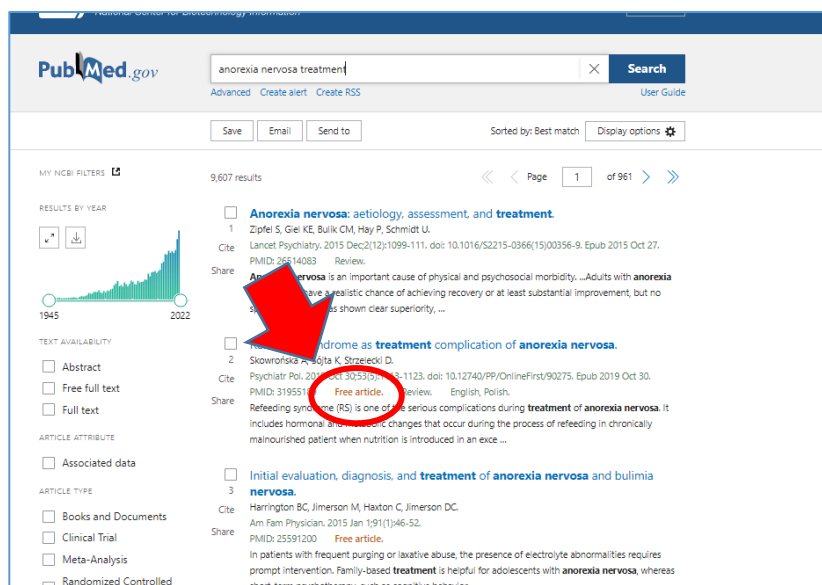 National Center for Biotechnology Information
PubMed.gov
anorexia nervosa treatment
Search
Advanced Create alert Create RSS
User Guide
Save
Email
Send to
Sorted by: Best match
Display options
MY NCBI FILTERS
9,607 results
Page 1 of 961
RESULTS BY YEAR
1945 2022
TEXT AVAILABILITY
Abstract
Free full text
Full text
ARTICLE ATTRIBUTE
Associated data
ARTICLE TYPE
Books and Documents
Clinical Trial
Meta-Analysis
Randomized Controlled
1
Cite
Share
Anorexia nervosa: aetiology, assessment, and treatment.
Zipfel S, Giel KE, Bulik CM, Hay P, Schmidt U.
Lancet Psychiatry. 2015 Dec;2(12):1099-111. doi: 10.1016/S2215-0366(15)00356-9. Epub 2015 Oct 27.
PMID: 26514083 Review.
nervosa is an important cause of physical and psychosocial morbidity. ...Adults with anorexia
have a realistic chance of achieving recovery or at least substantial improvement, but no
shown clear superiority, ...
2
Cite
Share
syndrome as treatment complication of anorexia nervosa.
Skowrońska A, Sójta K, Strzelecki D.
Psychiatr Pol. Oct 30;53(5): -1123. doi: 10.12740/PP/OnlineFirst/90275. Epub 2019 Oct 30.
PMID: Free article. Review. English, Polish.
Refeeding syndrome (RS) is one of the serious complications during treatment of anorexia nervosa. It
includes hormonal and metabolic changes that occur during the process of refeeding in chronically
malnourished patient when nutrition is introduced in an exce ...
3
Cite
Share
Initial evaluation, diagnosis, and treatment of anorexia nervosa and bulimia
nervosa.
Harrington BC, Jimerson M, Haxton C, Jimerson DC.
Am Fam Physician. 2015 Jan 1;91(1):46-52.
PMID: 25591200 Free article.
In patients with frequent purging or laxative abuse, the presence of electrolyte abnormalities requires
prompt intervention. Family-based treatment is helpful for adolescents with anorexia nervosa, whereas